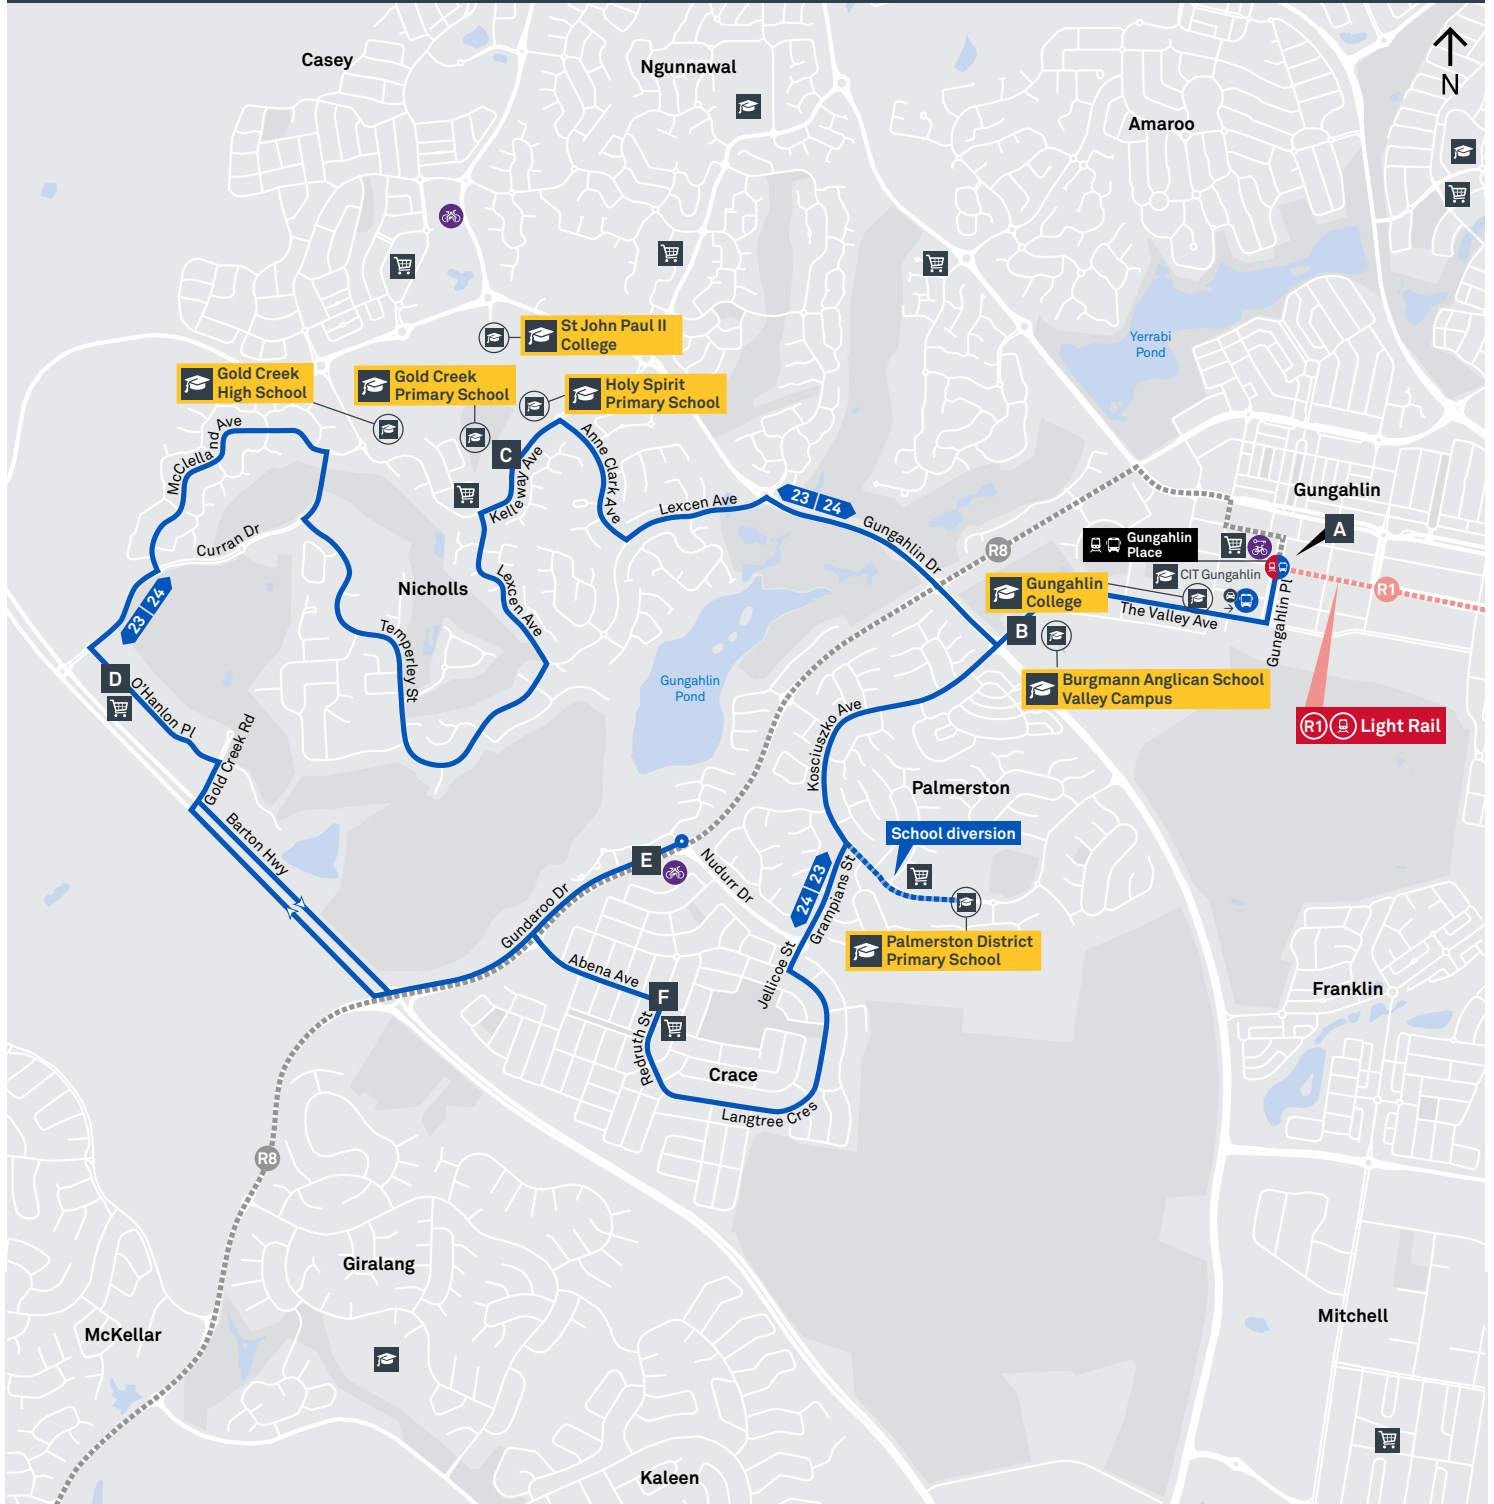 Casey
Ngunnawal
N
Amaroo
Yerrabi
Pond
St John Paul II
College
Gold Creek
High School
Gold Creek
Primary School
Holy Spirit
Primary School
McClelland Ave
C
Kelleway Ave
Anne Clark Ave
Lexcen Ave
23 24
Gungahlin Dr
Gungahlin
A
Gungahlin
Place
R8
CIT Gungahlin
R1
Gungahlin
College
The Valley Ave
Gungahlin Pl
Curran Dr
Nicholls
Lexcen Ave
23 24
B
Temperley St
D
O'Hanlon Pl
Gungahlin
Pond
Burgmann Anglican School
Valley Campus
R1 Light Rail
Kosciuszko Ave
Gold Creek Rd
Palmerston
Barton Hwy
School diversion
E
Nudurr Dr
24 23
Grampians St
Gundaroo Dr
Palmerston District
Primary School
Abena Ave
Jellicoe St
F
Franklin
Redruth St
Crace
Langtree Cres
R8
Giralang
McKellar
Mitchell
Kaleen